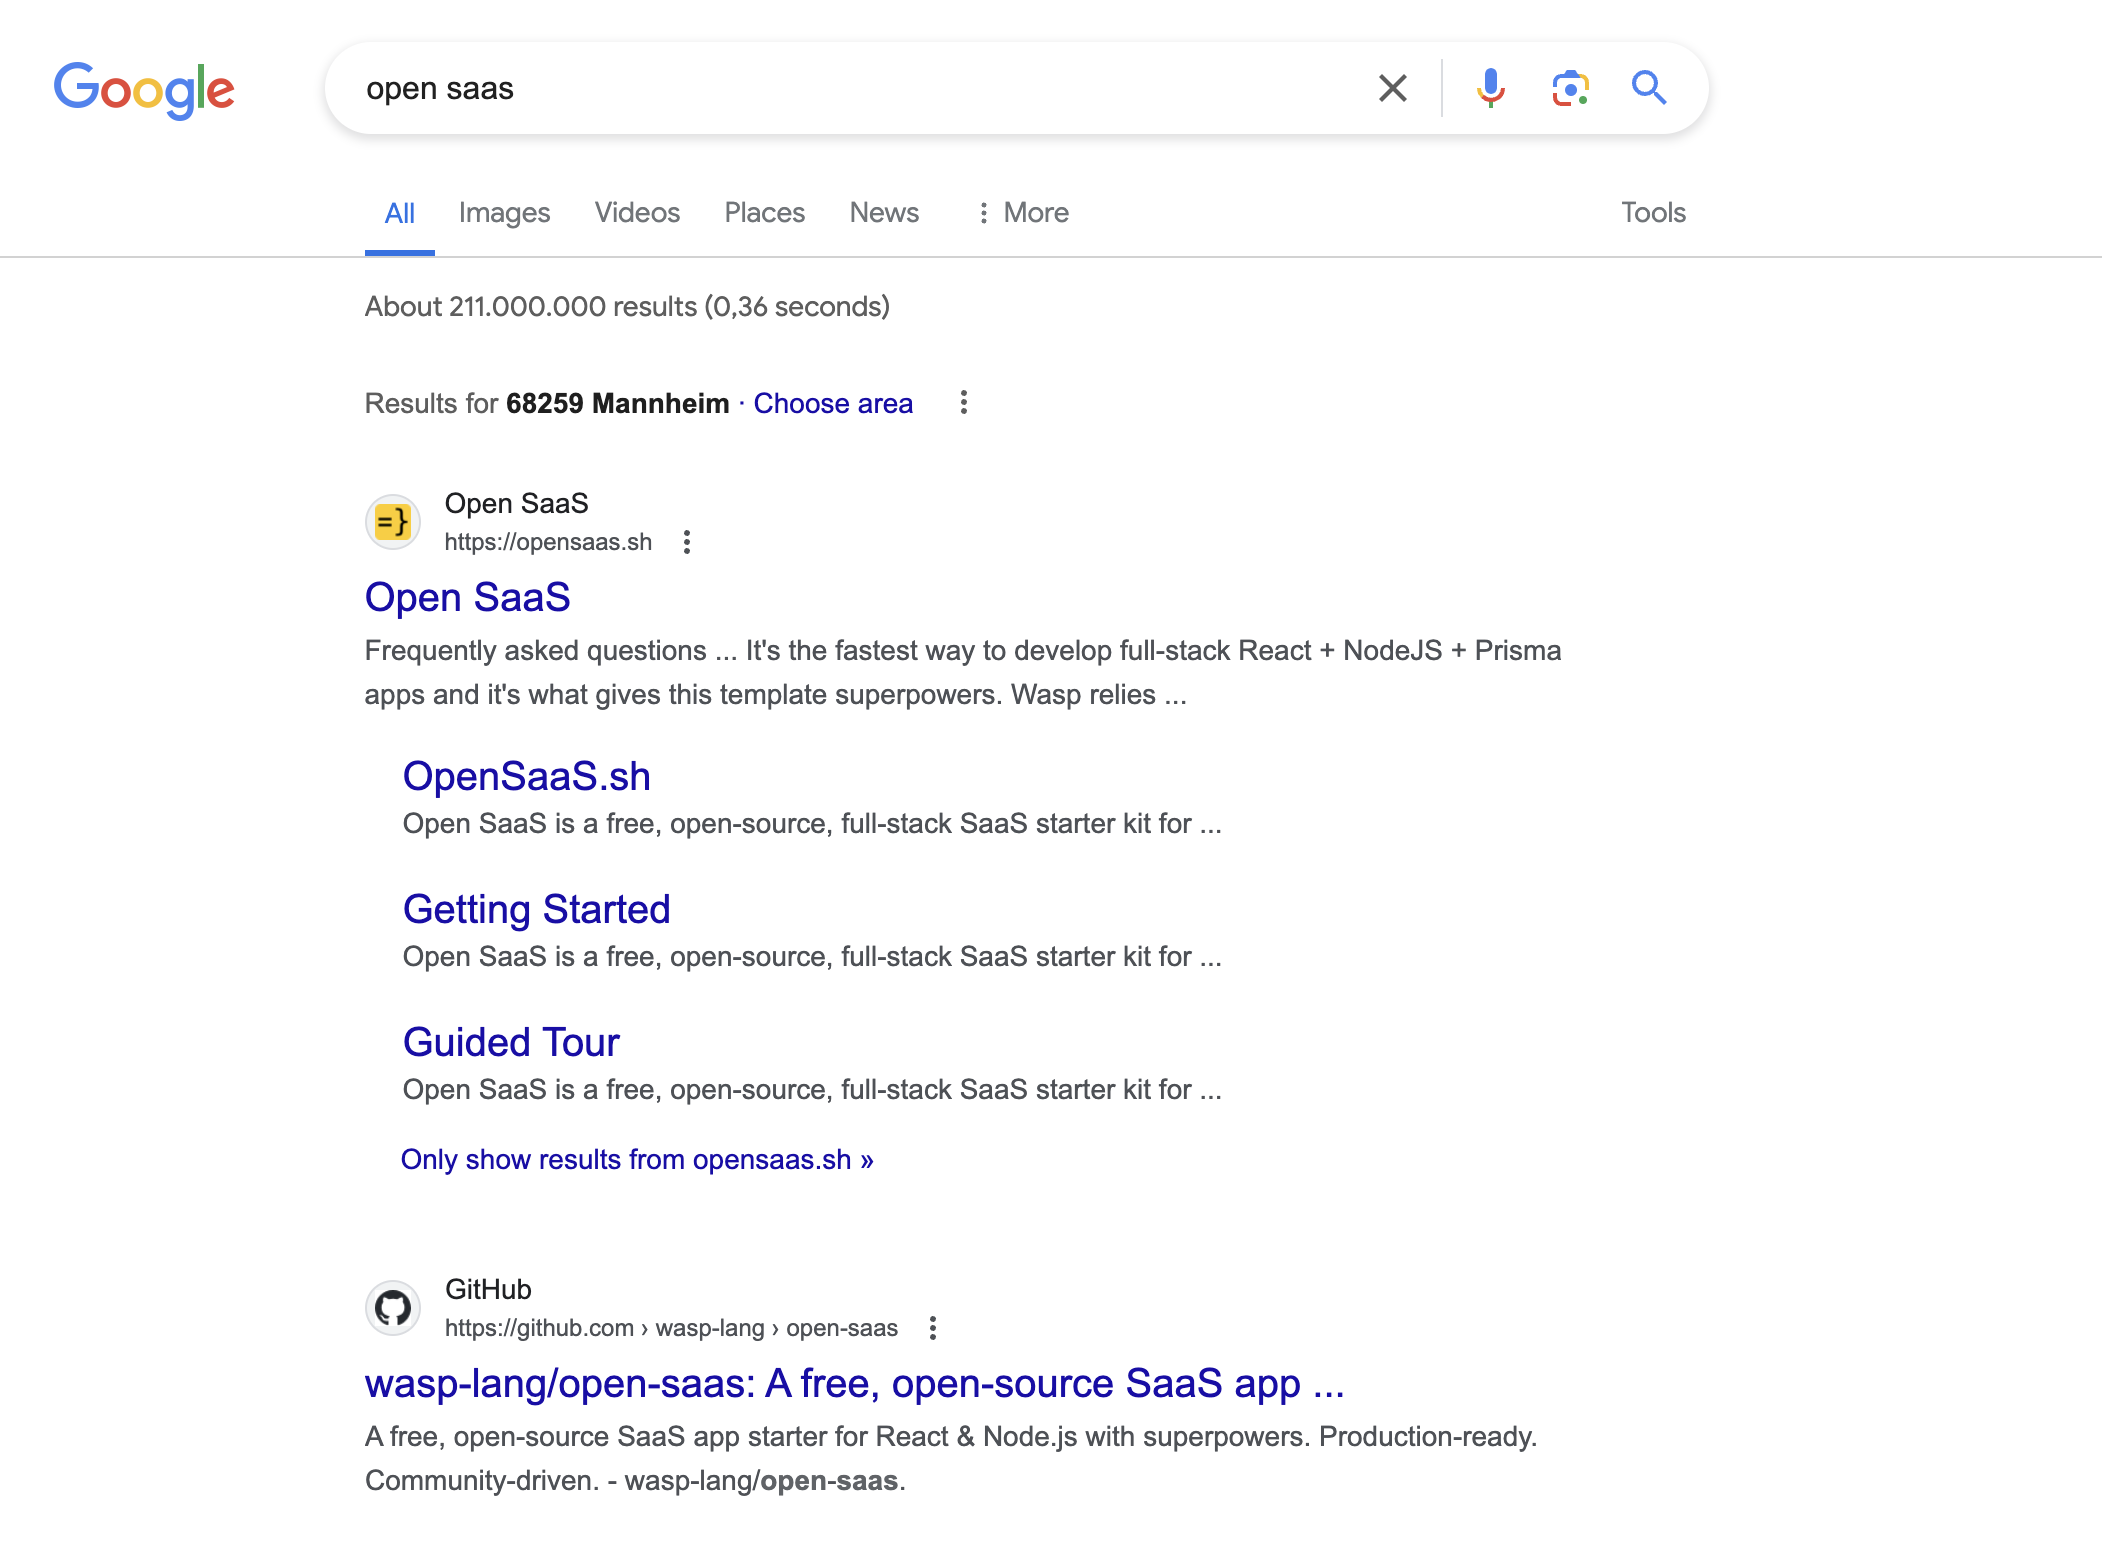 Google
open saas
All Images Videos Places News More Tools
About 211.000.000 results (0,36 seconds)
Results for 68259 Mannheim · Choose area
=}
Open SaaS
https://opensaas.sh
Open SaaS
Frequently asked questions ... It's the fastest way to develop full-stack React + NodeJS + Prisma
apps and it's what gives this template superpowers. Wasp relies ...
OpenSaaS.sh
Open SaaS is a free, open-source, full-stack SaaS starter kit for ...
Getting Started
Open SaaS is a free, open-source, full-stack SaaS starter kit for ...
Guided Tour
Open SaaS is a free, open-source, full-stack SaaS starter kit for ...
Only show results from opensaas.sh »
GitHub
https://github.com › wasp-lang › open-saas
wasp-lang/open-saas: A free, open-source SaaS app ...
A free, open-source SaaS app starter for React & Node.js with superpowers. Production-ready.
Community-driven. - wasp-lang/open-saas.